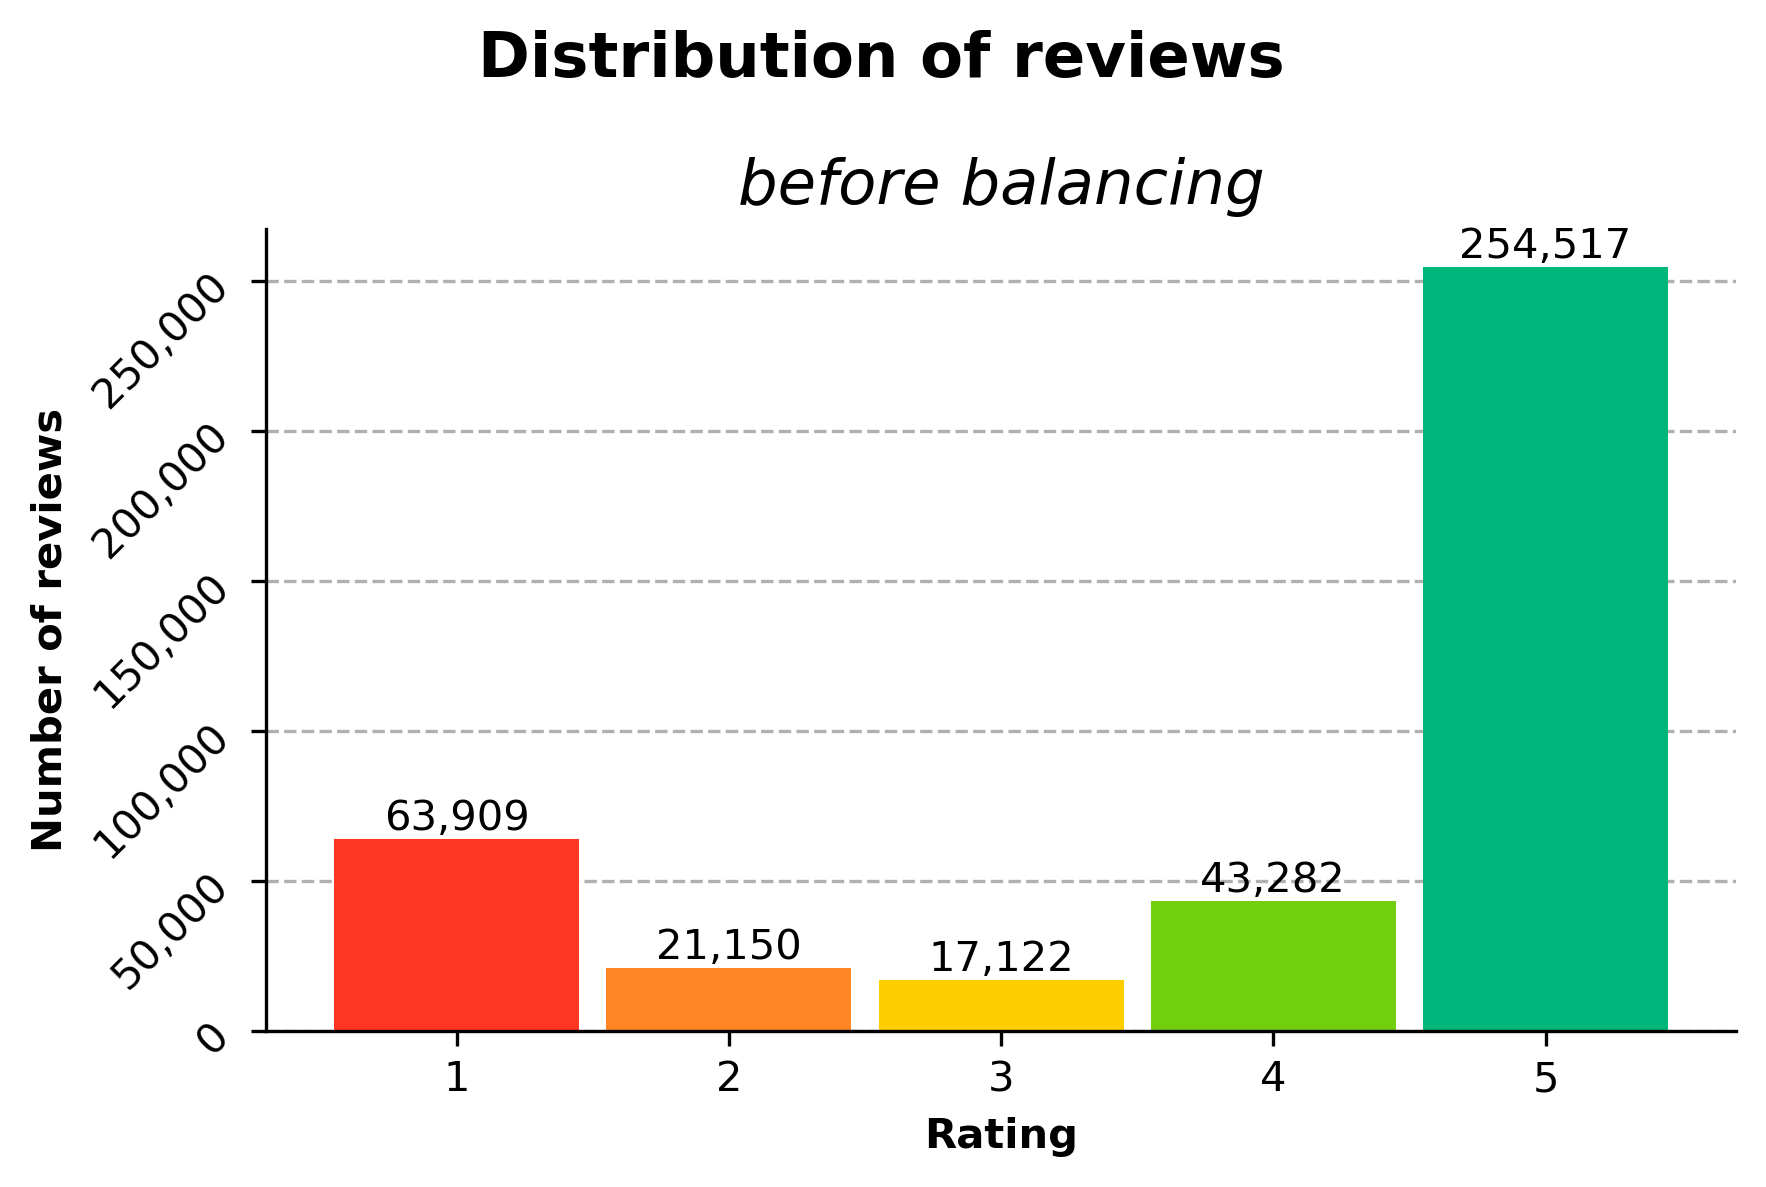 Distribution of reviews
before balancing
254,517
250,000
200,000
150,000
100,000
63,909
50,000
43,282
21,150
17,122
0
Number of reviews
1 2 3 4 5
Rating